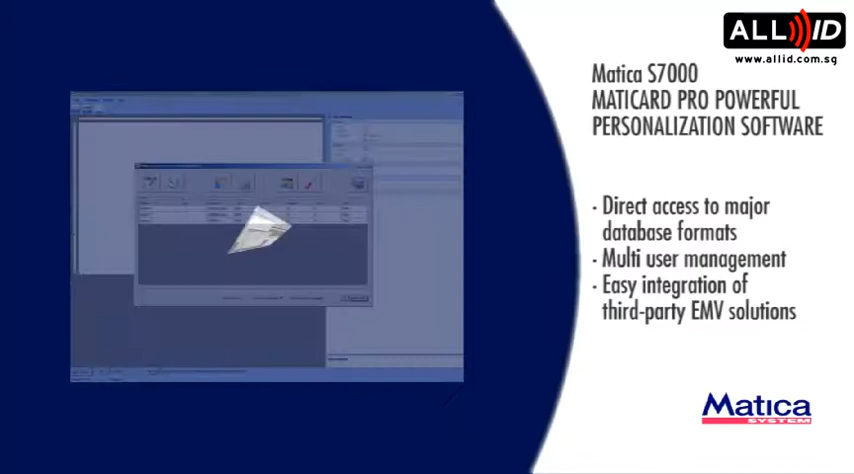 ALL ID
www.allid.com.sg
Matica S7000
MATICARD PRO POWERFUL
PERSONALIZATION SOFTWARE
· Direct access to major
database formats
· Multi user management
· Easy integration of
third-party EMV solutions
Matica
SYSTEM